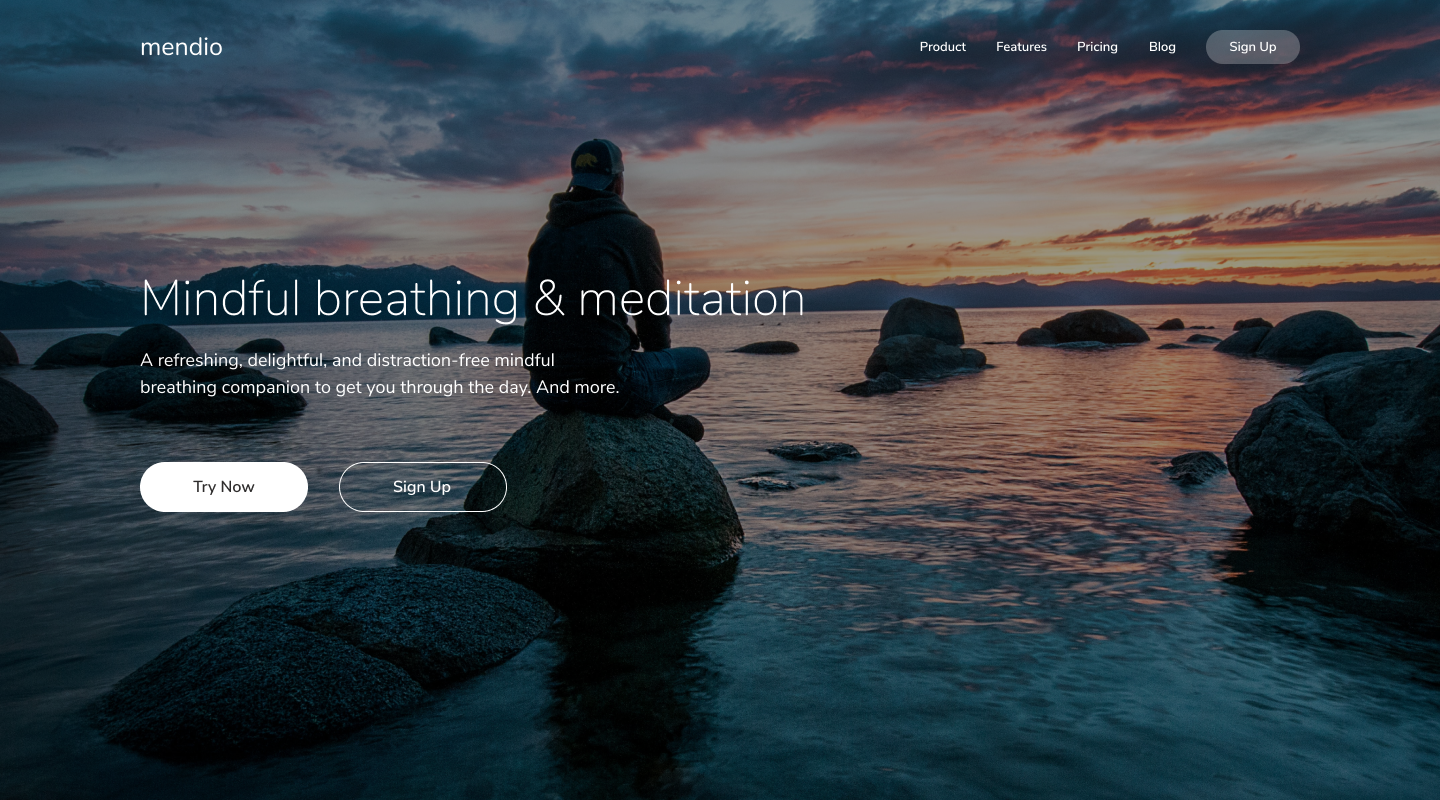 mendio
Product Features Pricing Blog Sign Up
Mindful breathing & meditation
A refreshing, delightful, and distraction-free mindful
breathing companion to get you through the day. And more.
Try Now Sign Up